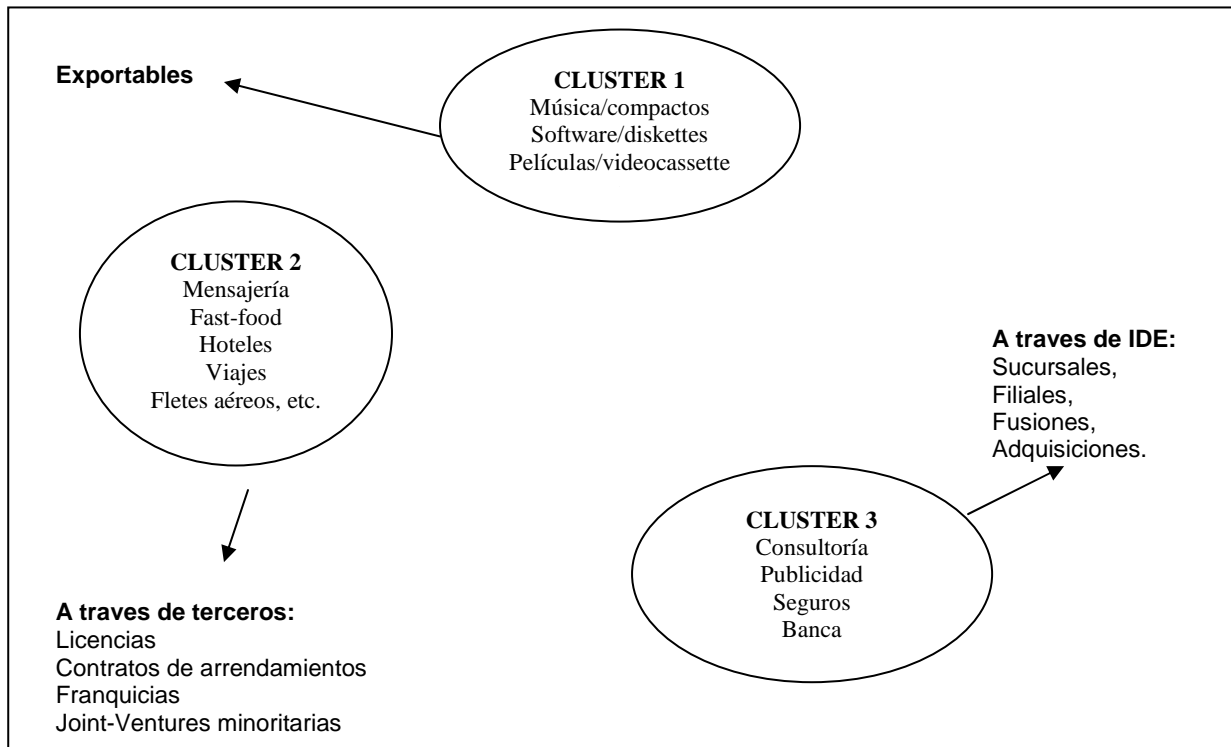 Exportables
CLUSTER 1
Música/compactos
Software/diskettes
Películas/videocassette
CLUSTER 2
Mensajería
Fast-food
Hoteles
Viajes
Fletes aéreos, etc.
A traves de IDE:
Sucursales,
Filiales,
Fusiones,
Adquisiciones.
CLUSTER 3
Consultoría
Publicidad
Seguros
Banca
A traves de terceros:
Licencias
Contratos de arrendamientos
Franquicias
Joint-Ventures minoritarias